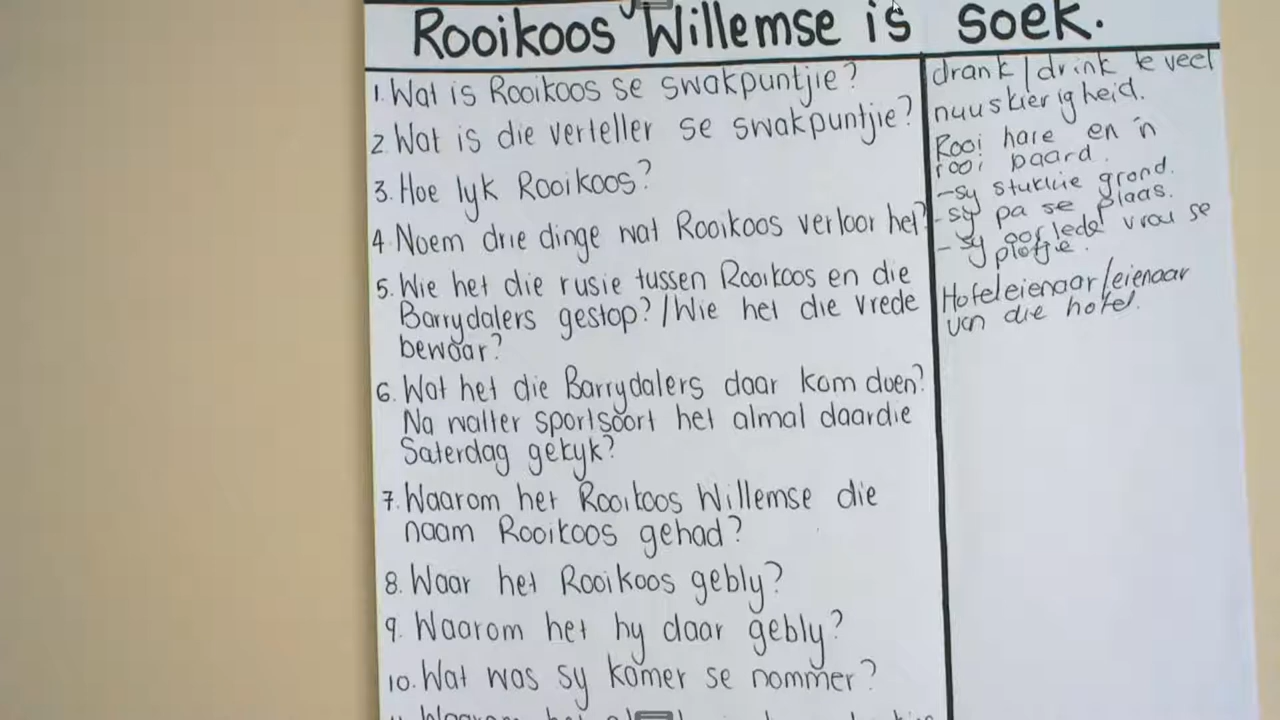 Rooikoos Willemse is soek.
1. Wat is Rooikoos se swakpuntjie?
2. Wat is die verteller se swakpuntjie?
3. Hoe lyk Rooikoos?
4. Noem drie dinge wat Rooikoos verloor het?
5. Wie het die rusie tussen Rooikoos en die
Barrydalers gestop? / Wie het die vrede
bewaar?
6. Wat het die Barrydalers daar kom doen?
Na watter sportsoort het almal daardie
Saterdag gekyk?
7. Waarom het Rooikoos Willemse die
naam Rooikoos gehad?
8. Waar het Rooikoos gebly?
9. Waarom het hy daar gebly?
10. Wat was sy kamer se nommer?
drank / drink te veel
nuuskierigheid.
Rooi hare en 'n
rooi baard.
- sy stukkie grond.
- sy pa se plaas.
- sy oorlede vrou se
plotjie.
Hoteleienaar/eienaar
van die hotel.